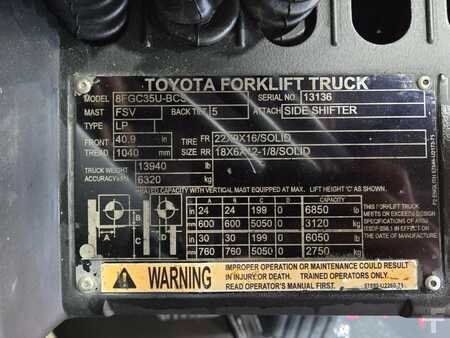 TOYOTA FORKLIFT TRUCK
MODEL 8FGC35U-BCS SERIAL NO. 13136
MAST FSV BACK TILT 5 ATTACH SIDE SHIFTER
TYPE LP
FRONT 40.9 in TIRE FR 22X9X16/SOLID
TREAD 1040 mm SIZE RR 18X6X12-1/8/SOLID
TRUCK WEIGHT 13940 lb
ACCURACY 6320 kg
RATED CAPACITY WITH VERTICAL MAST EQUIPPED AT MAX. LIFT HEIGHT "C" AS SHOWN.
A B C D A B C D CAPACITY
in 24 24 199 0 6850 lb
mm 600 600 5050 0 3120 kg
in 30 30 199 0 6050 lb
mm 760 760 5050 0 2750 kg
THIS FORKLIFT TRUCK
MEETS OR EXCEEDS DESIGN
SPECIFICATIONS OF ANSI
IN EFFECT ON
THE DATE OF MANUFACTURE.
WARNING
IMPROPER OPERATION OR MAINTENANCE COULD RESULT
IN INJURY OR DEATH. TRAINED OPERATORS ONLY.
READ OPERATOR'S MANUAL FIRST.